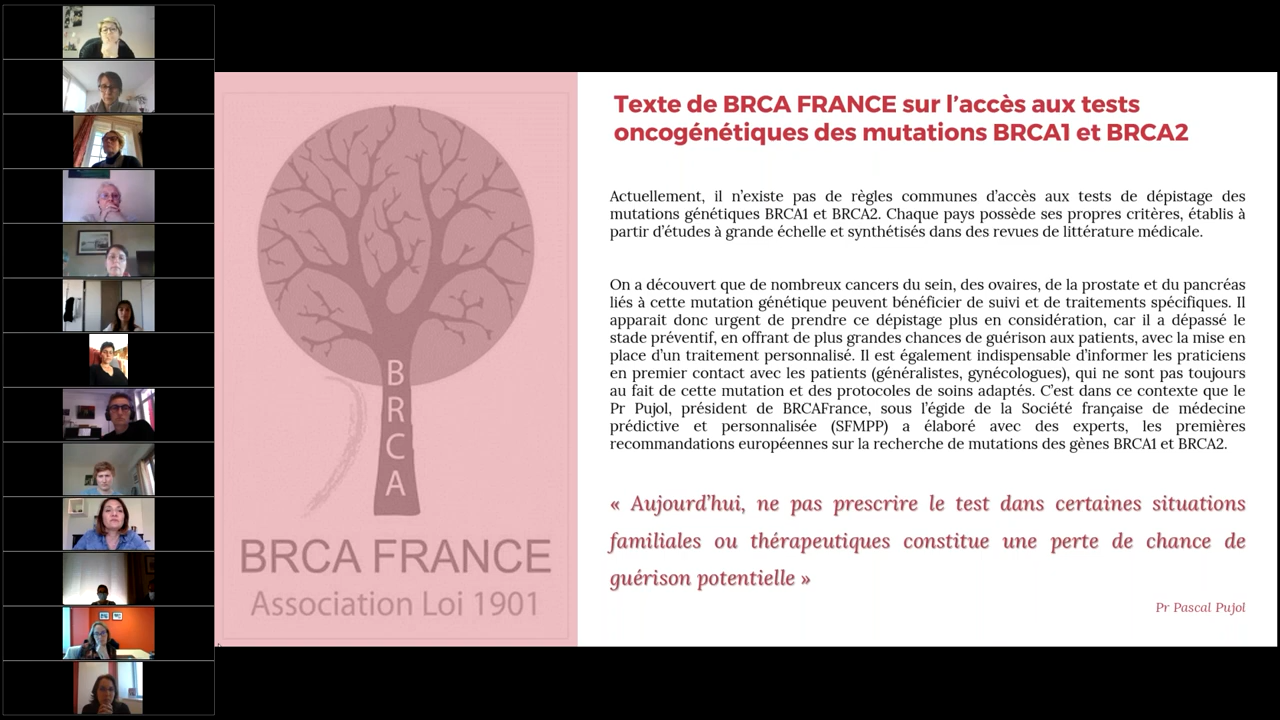 BRCA
BRCA FRANCE
Association Loi 1901
Texte de BRCA FRANCE sur l'accès aux tests
oncogénétiques des mutations BRCA1 et BRCA2
Actuellement, il n'existe pas de règles communes d'accès aux tests de dépistage des
mutations génétiques BRCA1 et BRCA2. Chaque pays possède ses propres critères, établis à
partir d'études à grande échelle et synthétisés dans des revues de littérature médicale.
On a découvert que de nombreux cancers du sein, des ovaires, de la prostate et du pancréas
liés à cette mutation génétique peuvent bénéficier de suivi et de traitements spécifiques. Il
apparait donc urgent de prendre ce dépistage plus en considération, car il a dépassé le
stade préventif, en offrant de plus grandes chances de guérison aux patients, avec la mise en
place d'un traitement personnalisé. Il est également indispensable d'informer les praticiens
en premier contact avec les patients (généralistes, gynécologues), qui ne sont pas toujours
au fait de cette mutation et des protocoles de soins adaptés. C'est dans ce contexte que le
Pr Pujol, président de BRCAFrance, sous l'égide de la Société française de médecine
prédictive et personnalisée (SFMPP) a élaboré avec des experts, les premières
recommandations européennes sur la recherche de mutations des gènes BRCA1 et BRCA2.
« Aujourd'hui, ne pas prescrire le test dans certaines situations
familiales ou thérapeutiques constitue une perte de chance de
guérison potentielle »
Pr Pascal Pujol